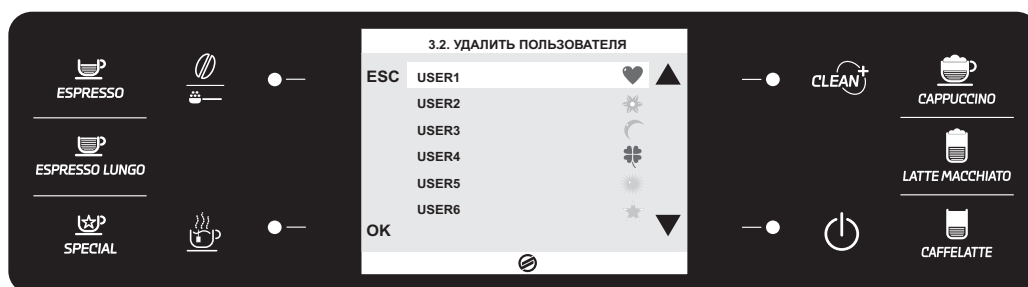 ESPRESSO
ESPRESSO LUNGO
SPECIAL
3.2. УДАЛИТЬ ПОЛЬЗОВАТЕЛЯ
ESC
USER1
USER2
USER3
USER4
USER5
USER6
OK
CLEAN+
CAPPUCCINO
LATTE MACCHIATO
CAFFELATTE